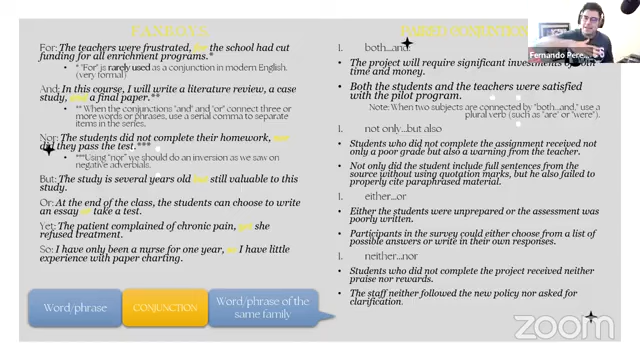 F.A.N.B.O.Y.S.
For: The teachers were frustrated, for the school had cut
funding for all enrichment programs.*
* "For" is rarely used as a conjunction in modern English.
(very formal)
And: In this course, I will write a literature review, a case
study, and a final paper.**
** When the conjunctions "and" and "or" connect three or
more words or phrases, use a serial comma to separate
items in the series.
Nor: The students did not complete their homework, nor
did they pass the test.***
***Using "nor" we should do an inversion as we saw on
negative adverbials.
But: The study is several years old but still valuable to this
study.
Or: At the end of the class, the students can choose to write
an essay or take a test.
Yet: The patient complained of chronic pain, yet she
refused treatment.
So: I have only been a nurse for one year, so I have little
experience with paper charting.
Word/phrase
CONJUNCTION
Word/phrase of the
same family
PAIRED CONJUNTIONS
1. both...and:
The project will require significant investments of both
time and money.
Both the students and the teachers were satisfied
with the pilot program.
Note: When two subjects are connected by "both...and," use a
plural verb (such as "are" or "were").
1. not only...but also
Students who did not complete the assignment received not
only a poor grade but also a warning from the teacher.
Not only did the student include full sentences from the
source without using quotation marks, but he also failed to
properly cite paraphrased material.
1. either...or
Either the students were unprepared or the assessment was
poorly written.
Participants in the survey could either choose from a list of
possible answers or write in their own responses.
1. neither...nor
Students who did not complete the project received neither
praise nor rewards.
The staff neither followed the new policy nor asked for
clarification.
Fernando Pere
zoom